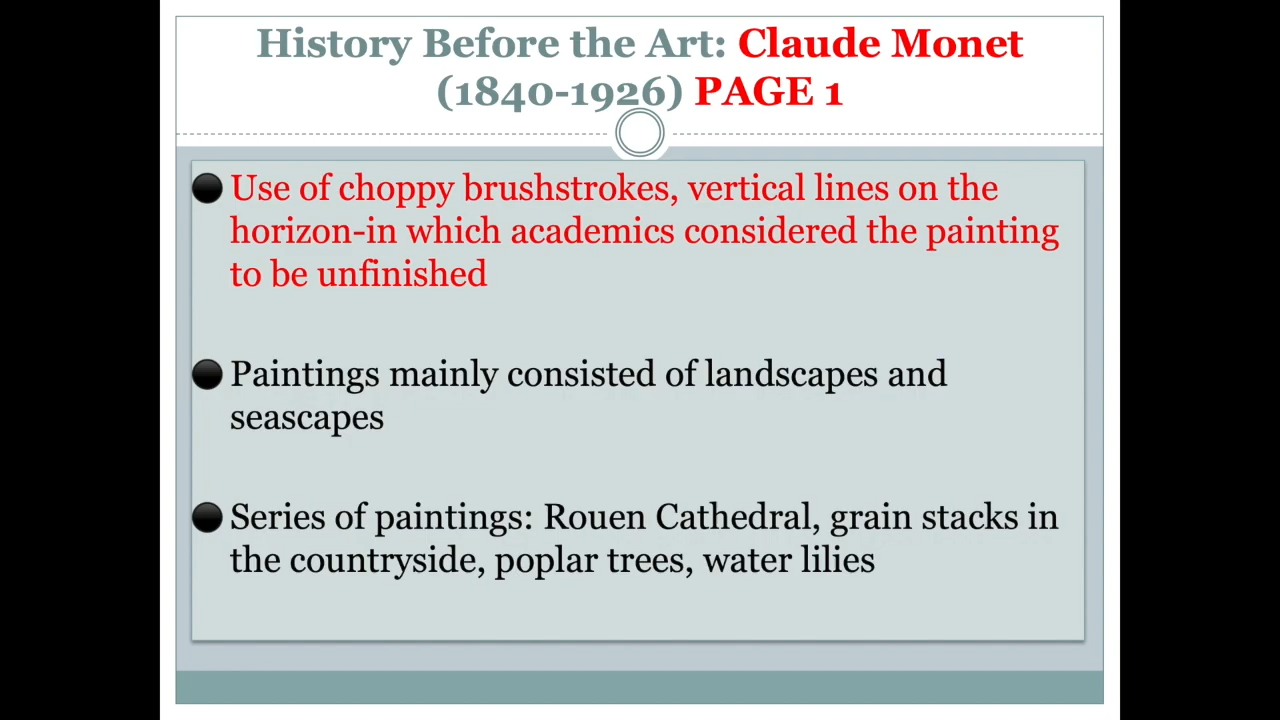 History Before the Art: Claude Monet
(1840-1926) PAGE 1
Use of choppy brushstrokes, vertical lines on the
horizon-in which academics considered the painting
to be unfinished
Paintings mainly consisted of landscapes and
seascapes
Series of paintings: Rouen Cathedral, grain stacks in
the countryside, poplar trees, water lilies